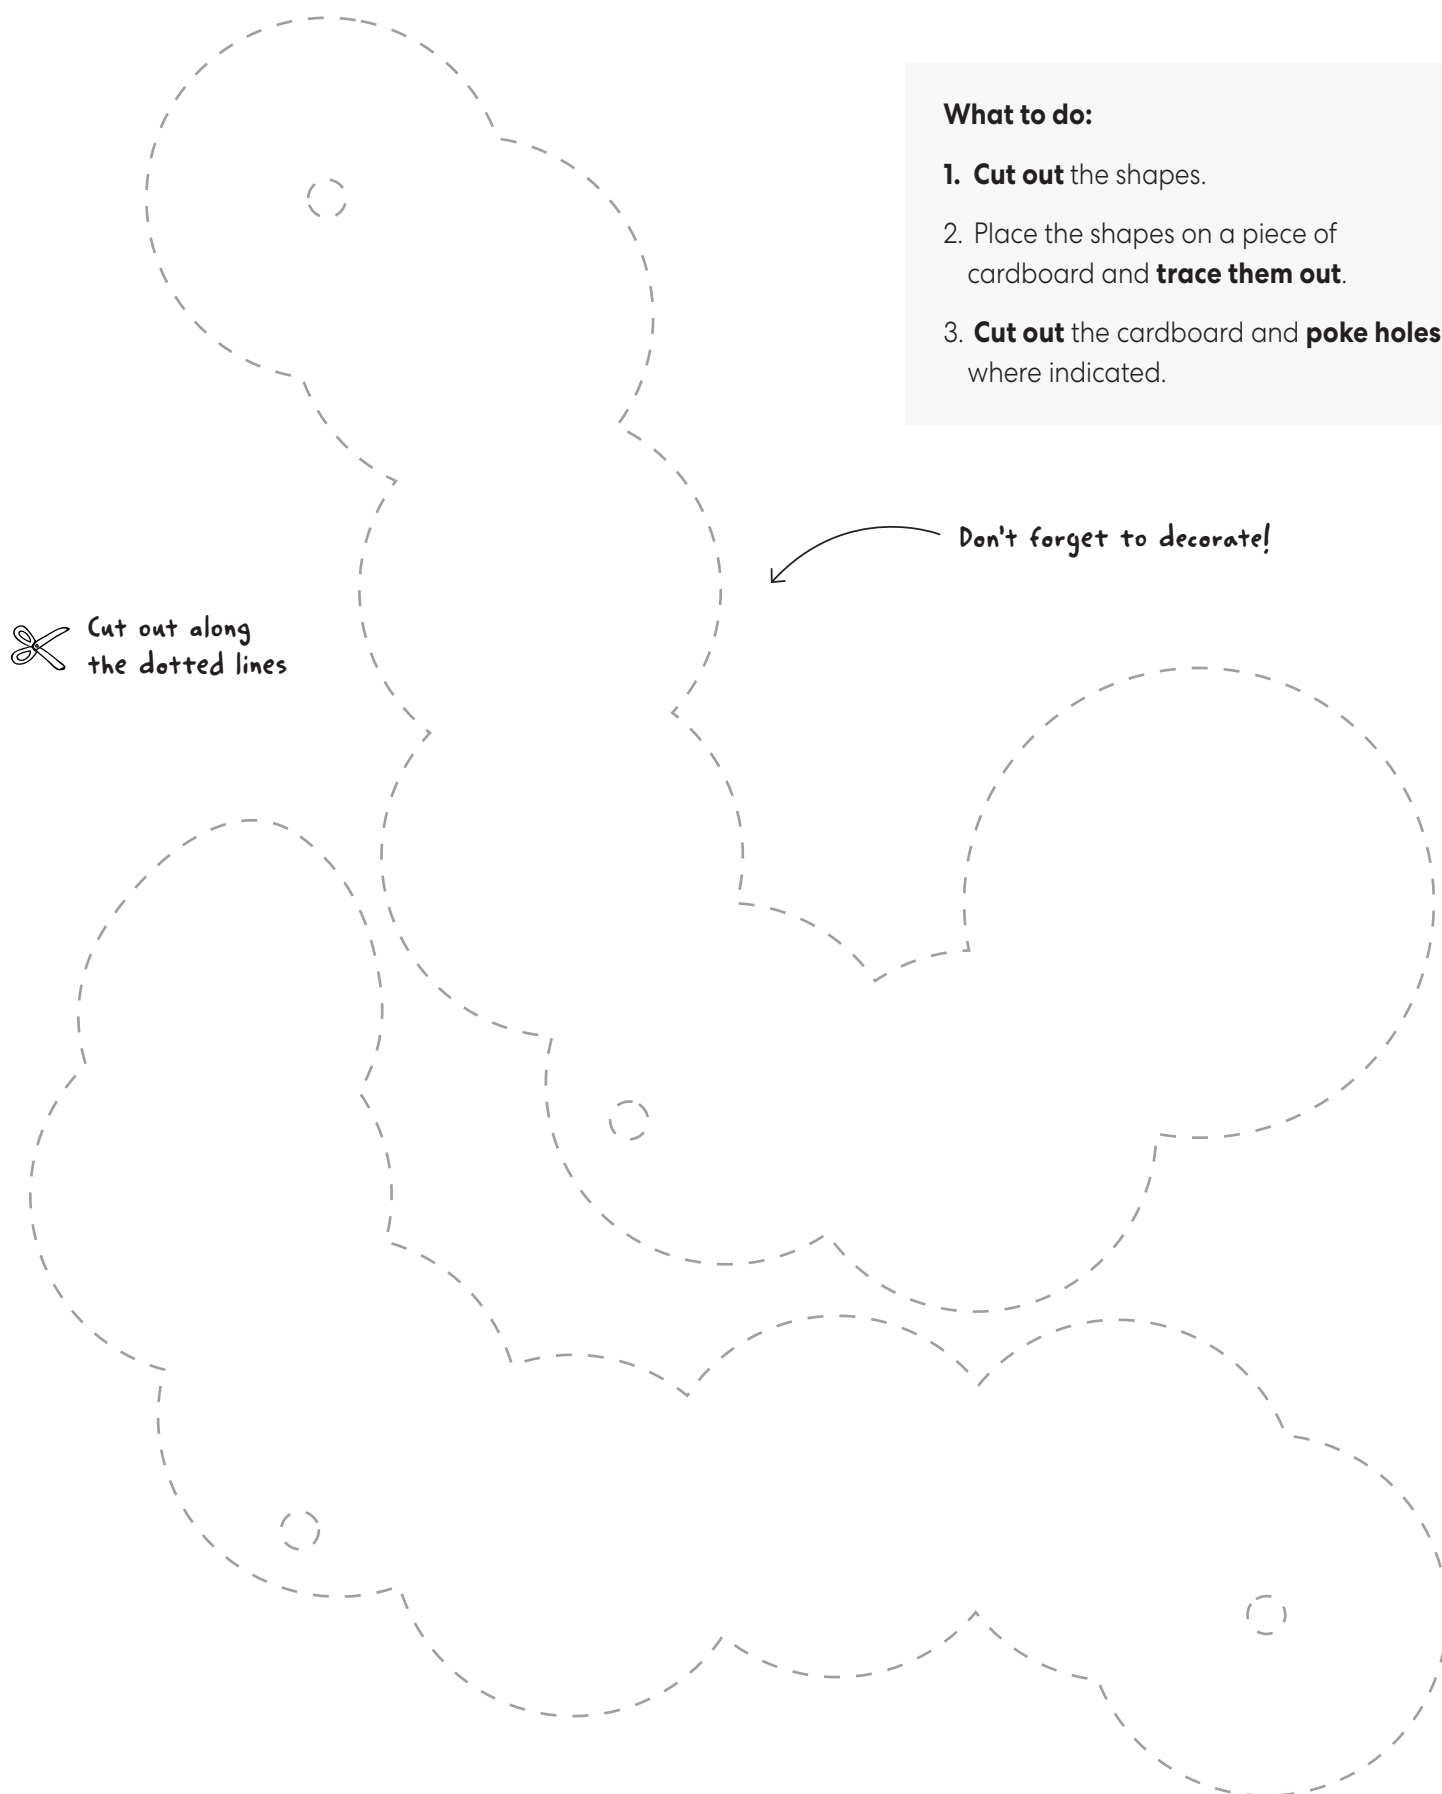 What to do:
1. Cut out the shapes.
2. Place the shapes on a piece of
cardboard and trace them out.
3. Cut out the cardboard and poke holes
where indicated.
Don't forget to decorate!
Cut out along
the dotted lines